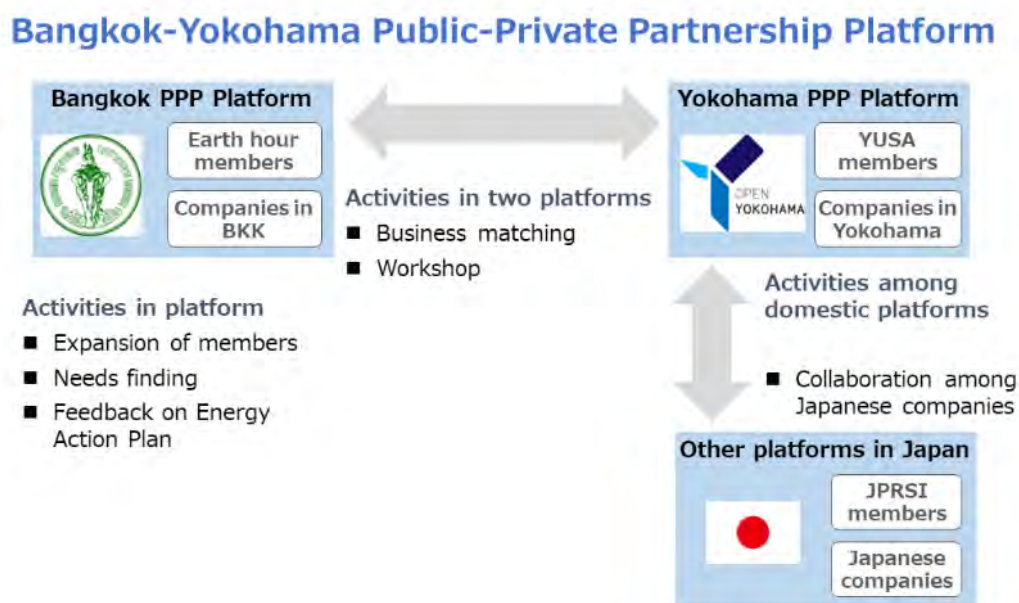 Bangkok-Yokohama Public-Private Partnership Platform
Bangkok PPP Platform
Earth hour
members
Companies in
BKK
Activities in platform
■ Expansion of members
■ Needs finding
■ Feedback on Energy
Action Plan
Activities in two platforms
■ Business matching
■ Workshop
Yokohama PPP Platform
OPEN
YOKOHAMA
YUSA
members
Companies in
Yokohama
Activities among
domestic platforms
■ Collaboration among
Japanese companies
Other platforms in Japan
JPRSI
members
Japanese
companies